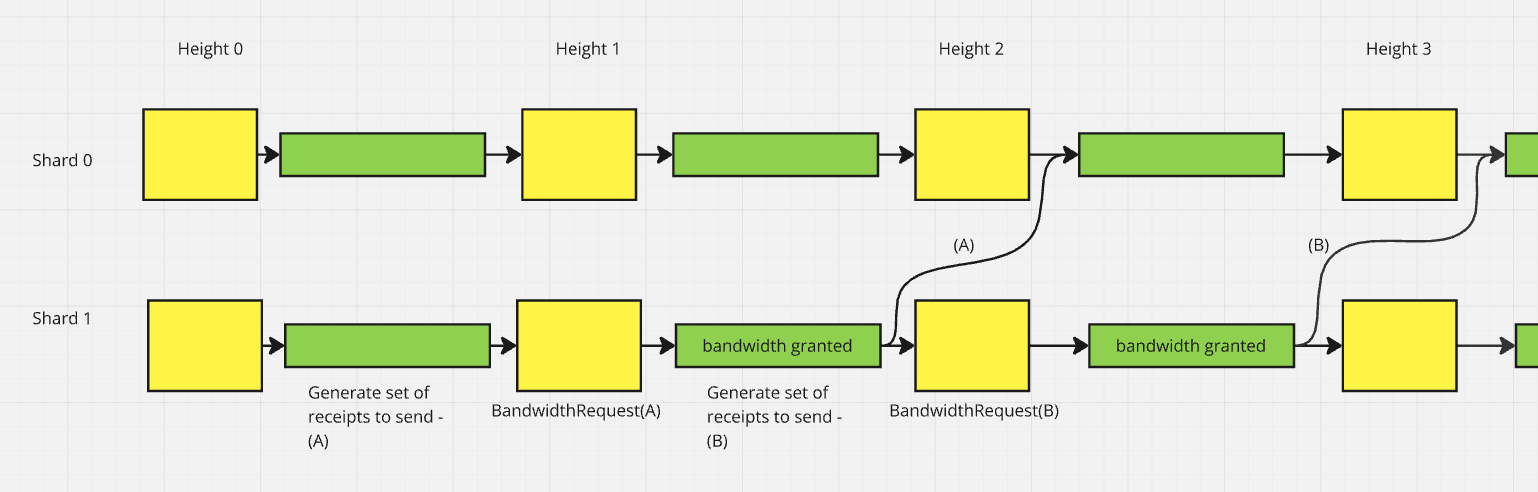 Height 0
Height 1
Height 2
Height 3
Shard 0
(A)
(B)
Shard 1
bandwidth granted
bandwidth granted
Generate set of
receipts to send -
(A)
BandwidthRequest(A)
Generate set of
receipts to send -
(B)
BandwidthRequest(B)